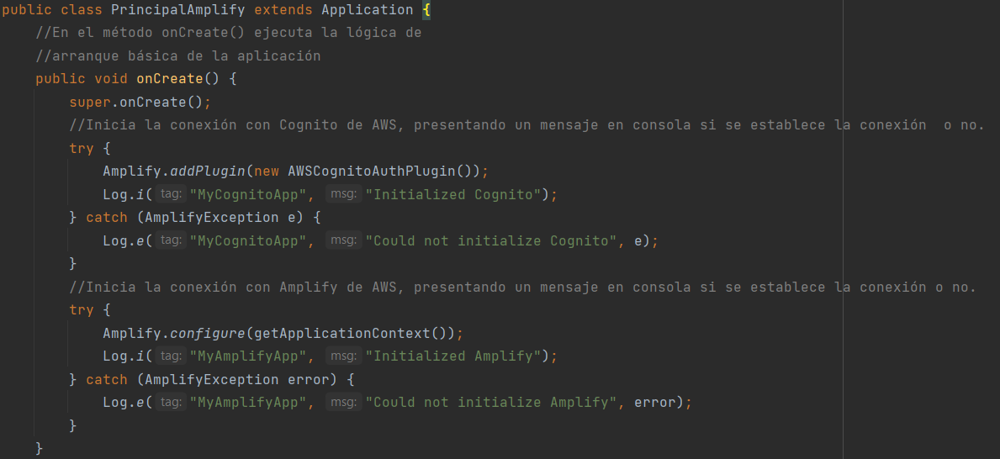 public class PrincipalAmplify extends Application {
//En el método onCreate() ejecuta la lógica de
//arranque básica de la aplicación
public void onCreate() {
super.onCreate();
//Inicia la conexión con Cognito de AWS, presentando un mensaje en consola si se establece la conexión  o no.
try {
Amplify.addPlugin(new AWSCognitoAuthPlugin());
Log.i( tag: "MyCognitoApp", msg: "Initialized Cognito");
} catch (AmplifyException e) {
Log.e( tag: "MyCognitoApp", msg: "Could not initialize Cognito", e);
}
//Inicia la conexión con Amplify de AWS, presentando un mensaje en consola si se establece la conexión o no.
try {
Amplify.configure(getApplicationContext());
Log.i( tag: "MyAmplifyApp", msg: "Initialized Amplify");
} catch (AmplifyException error) {
Log.e( tag: "MyAmplifyApp", msg: "Could not initialize Amplify", error);
}
}